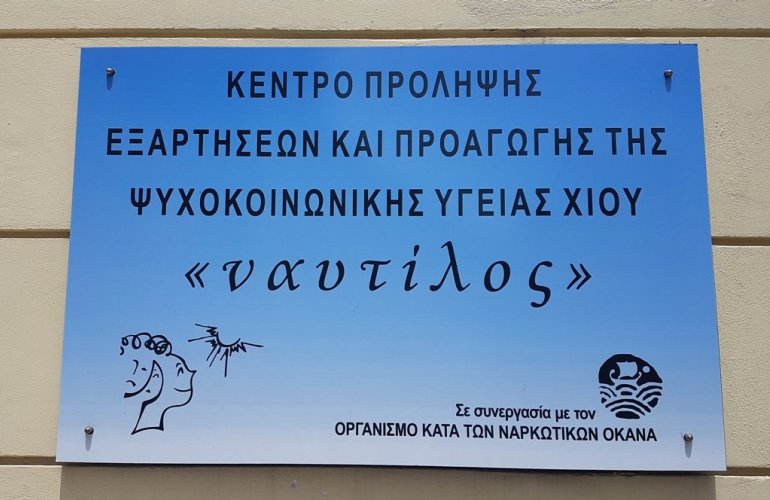 ΚΕΝΤΡΟ ΠΡΟΛΗΨΗΣ
ΕΞΑΡΤΗΣΕΩΝ ΚΑΙ ΠΡΟΑΓΩΓΗΣ ΤΗΣ
ΨΥΧΟΚΟΙΝΩΝΙΚΗΣ ΥΓΕΙΑΣ ΧΙΟΥ
«ναυτίλος»
Σε συνεργασία με τον
ΟΡΓΑΝΙΣΜΟ ΚΑΤΑ ΤΩΝ ΝΑΡΚΩΤΙΚΩΝ ΟΚΑΝΑ